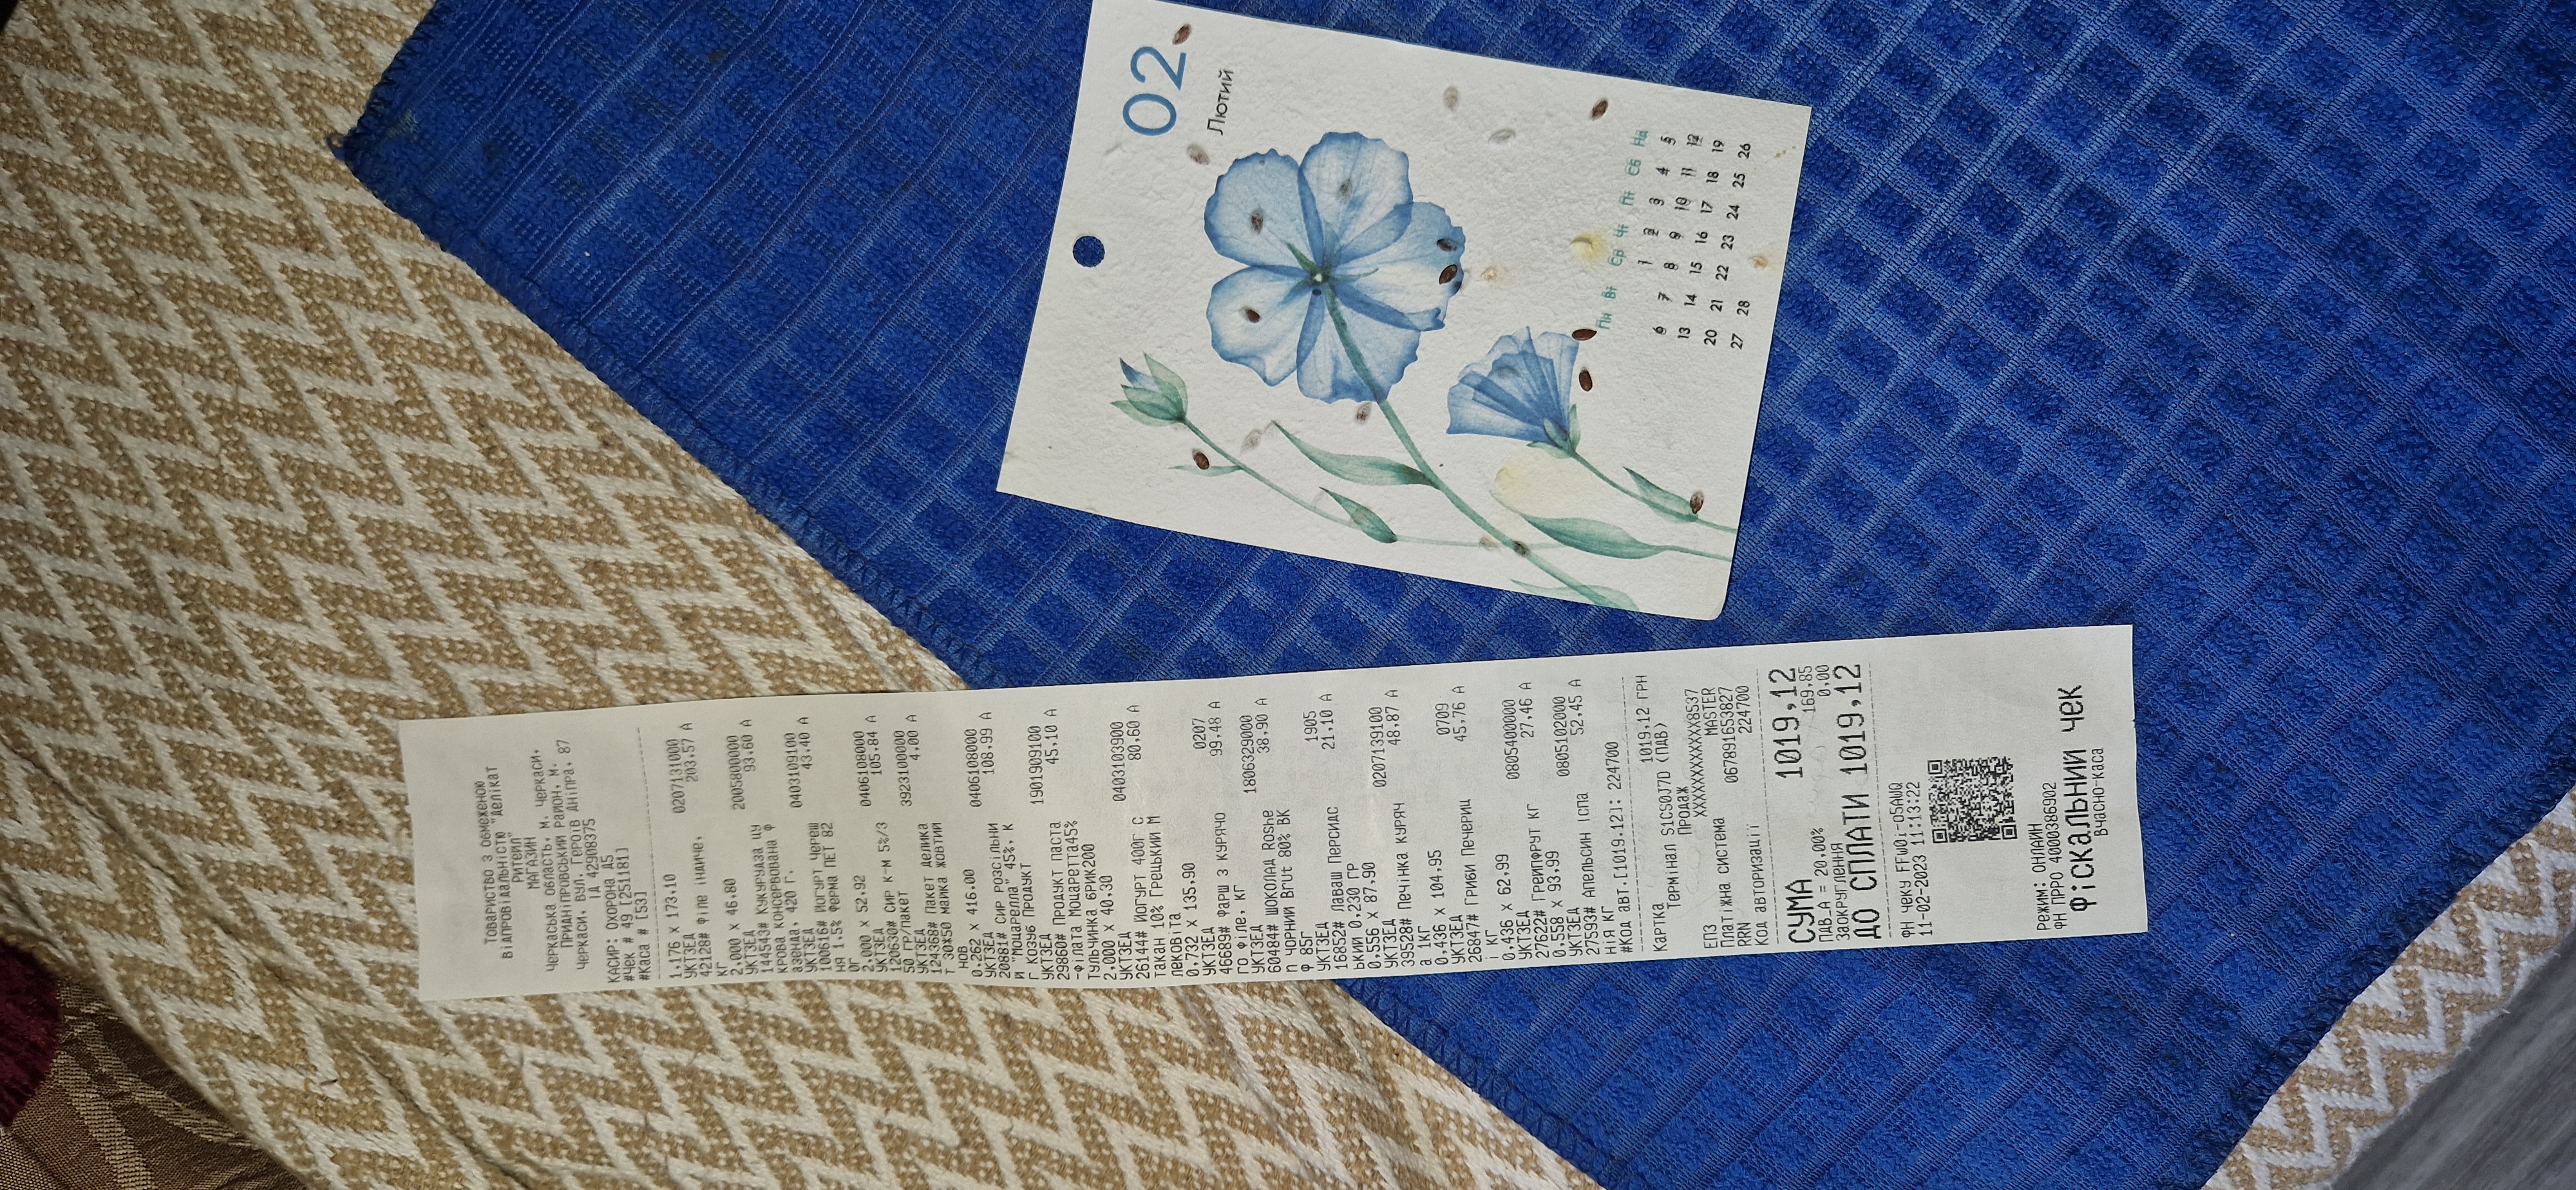 02
Лютий
Пн Вт Ср Чт Пт Сб Нд
1 2 3 4 5
6 7 8 9 10 11 12
13 14 15 16 17 18 19
20 21 22 23 24 25 26
27 28
ТОВАРИСТВО З ОБМЕЖЕНОЮ
ВІДПОВІДАЛЬНІСТЮ "ДЕЛІКАТ
РИТЕЙЛ"
МАГАЗИН
ЧЕРКАСЬКА ОБЛАСТЬ, М. ЧЕРКАСИ,
ПРИДНІПРОВСЬКИЙ РАЙОН, М.
ЧЕРКАСИ, ВУЛ. ГЕРОЇВ ДНІПРА, 87
ІД 42908375
КАСИР: ОХОРОНА Д5
#Чек # 49 [251181]
#Каса # [53]
1.176 x 173.10
УКТЗЕД 0207131000
42128# Філе індиче, 203.57 А
кг
2.000 x 46.80
УКТЗЕД 2005800000
144543# Кукурудза цу 93.60 А
крова консервована Ф
азенда, 420 г.
УКТЗЕД 0403109100
100616# Йогурт Череш 43.40 А
ня 1.5% Ферма ПЕТ 82
0г
2.000 x 52.92
УКТЗЕД 0406108000
120630# Сир к-м 5%/3 105.84 А
50 гр/пакет
УКТЗЕД 3923100000
124368# Пакет Делика 4.00 А
т 30*50 майка жовтий
НОВ
0.262 x 416.00
УКТЗЕД 0406108000
20881# Сир розсільни 108.99 А
й "Моцарелла" 45%, к
г КОЗЭБ Продукт
УКТЗЕД 1901909100
29860# Продукт паста 45.10 А
-філата Моцаретта45%
Тульчинка брик200
2.000 x 40.30
УКТЗЕД 0403103900
26144# Йогурт 400г С 80.60 А
такан 10% Грецький М
лековіта
0.732 x 135.90
УКТЗЕД 0207
46689# Фарш з курячо 99.48 А
го філе, кг
УКТЗЕД 1806329000
60484# ШОКОЛАД Roshe 38.90 А
n чорний Brut 80% ВК
Ф 85г
УКТЗЕД 1905
16852# Лаваш Персидс 21.10 А
ький 0,230 гр
0.556 x 87.90
УКТЗЕД 0207139100
39528# Печінка куряч 48.87 А
а 1кг
0.436 x 104.95
УКТЗЕД 0709
26847# Гриби Печериц 45.76 А
і кг
0.436 x 62.99
УКТЗЕД 0805400000
27622# Грейпфрут кг 27.46 А
0.558 x 93.99
УКТЗЕД 0805102000
27593# Апельсин Іспа 52.45 А
нія кг
#Код авт.[1019.12]: 224700
Картка 1019.12 ГРН
Термінал S1CS0J7D (ПАВ)
Продаж
ЕПЗ XXXXXXXXXXXX8537
Платіжна система MASTER
RRN 067891653827
Код авторизації 224700
СУМА 1019,12
ПДВ_А = 20,00% 169,85
Заокруглення 0,00
ДО СПЛАТИ 1019,12
ФН чеку FFW0i-0SAWQ
11-02-2023 11:13:22
Режим: ОНЛАЙН
ФН ПРРО 4000386902
ФІСКАЛЬНИЙ ЧЕК
Вчасно-каса